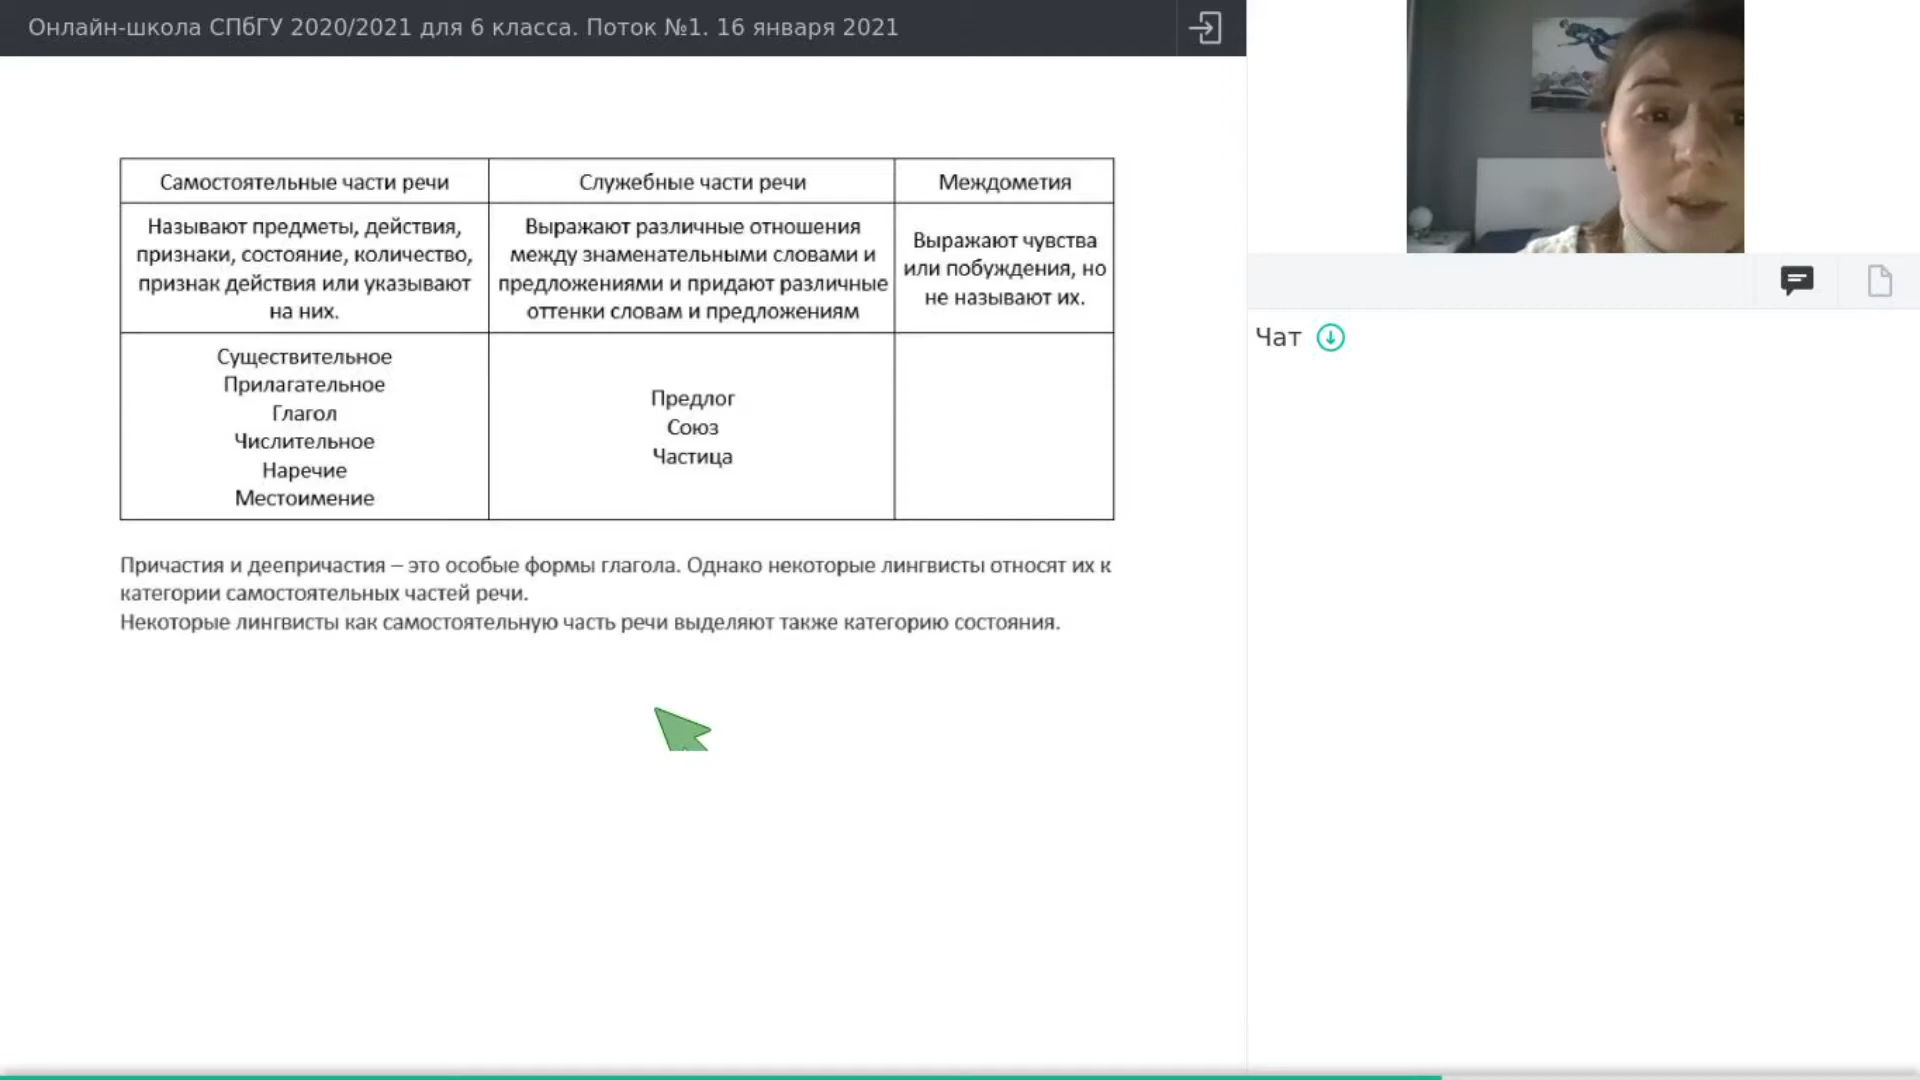 Онлайн-школа СПбГУ 2020/2021 для 6 класса. Поток №1. 16 января 2021
Самостоятельные части речи
Служебные части речи
Междометия
Называют предметы, действия,
признаки, состояние, количество,
признак действия или указывают
на них.
Выражают различные отношения
между знаменательными словами и
предложениями и придают различные
оттенки словам и предложениям
Выражают чувства
или побуждения, но
не называют их.
Существительное
Прилагательное
Глагол
Числительное
Наречие
Местоимение
Предлог
Союз
Частица
Причастия и деепричастия – это особые формы глагола. Однако некоторые лингвисты относят их к
категории самостоятельных частей речи.
Некоторые лингвисты как самостоятельную часть речи выделяют также категорию состояния.
Чат